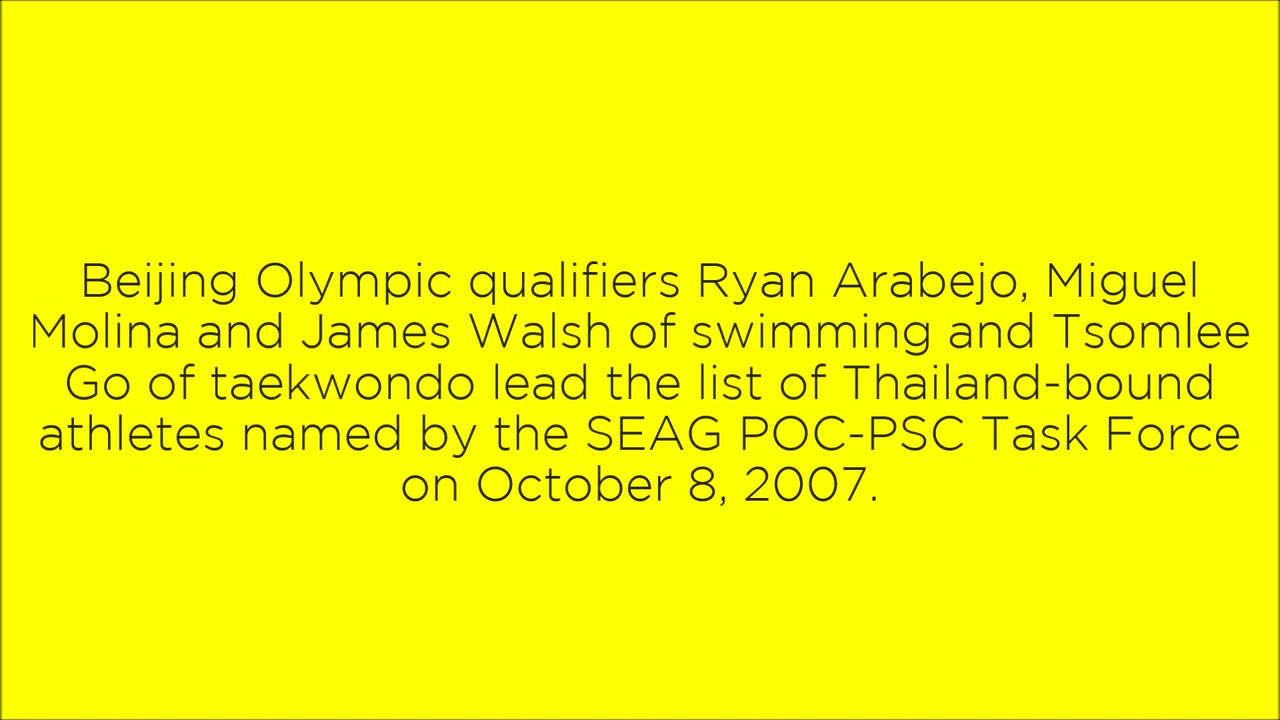 Beijing Olympic qualifiers Ryan Arabejo, Miguel
Molina and James Walsh of swimming and Tsomlee
Go of taekwondo lead the list of Thailand-bound
athletes named by the SEAG POC-PSC Task Force
on October 8, 2007.